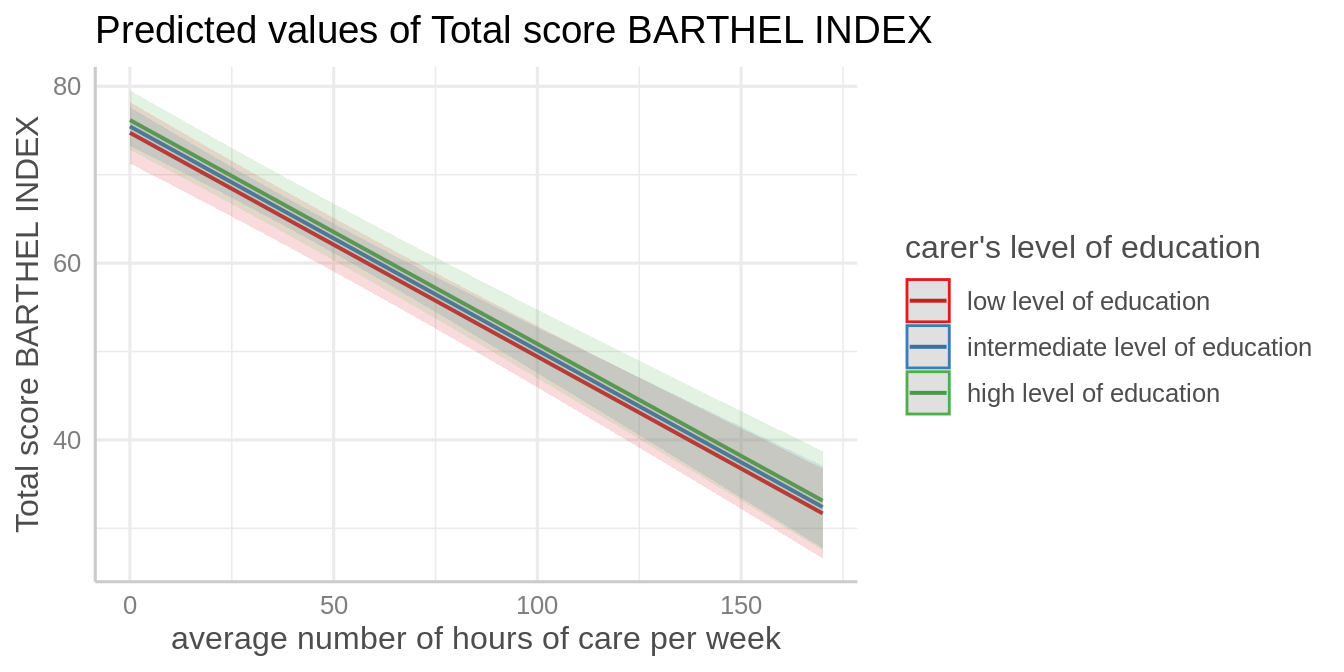 Predicted values of Total score BARTHEL INDEX
Total score BARTHEL INDEX
80
60
40
0
50
100
150
average number of hours of care per week
carer's level of education
low level of education
intermediate level of education
high level of education